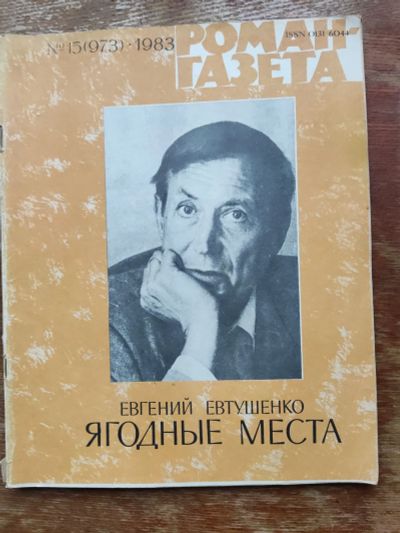 № 15(973) · 1983
РОМАН-
ГАЗЕТА
ISSN 0131-6044
ЕВГЕНИЙ ЕВТУШЕНКО
ЯГОДНЫЕ МЕСТА